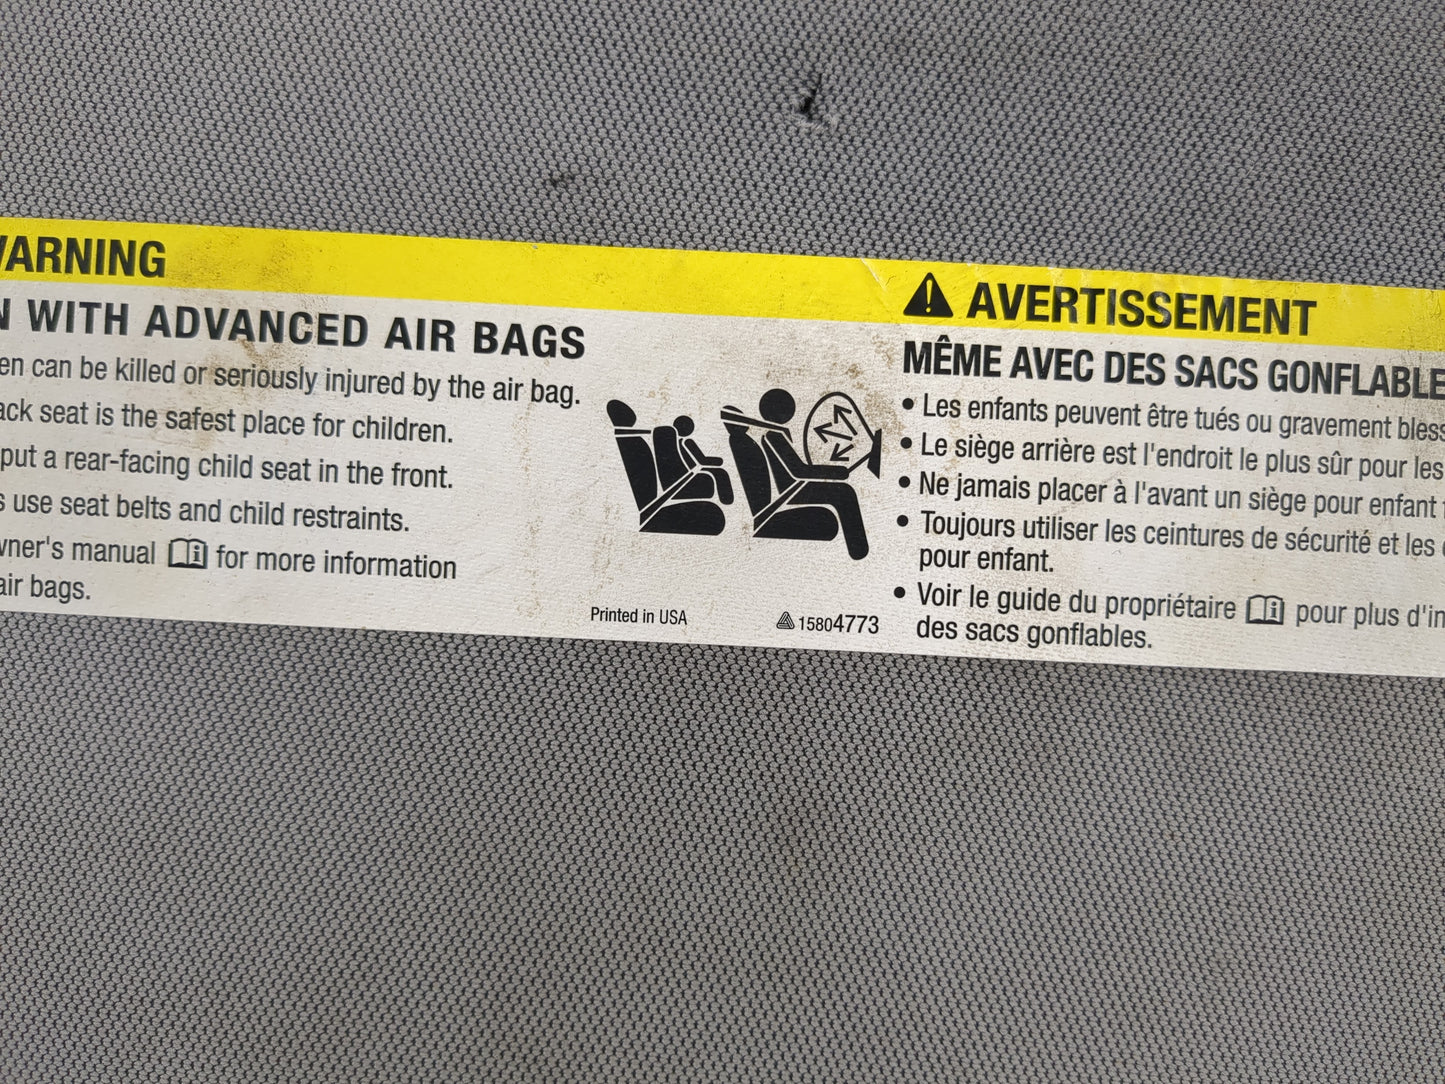 WARNING
WITH ADVANCED AIR BAGS
can be killed or seriously injured by the air bag.
seat is the safest place for children.
put a rear-facing child seat in the front.
use seat belts and child restraints.
manual for more information
air bags.
Printed in USA
15804773
AVERTISSEMENT
MÊME AVEC DES SACS GONFLABLE
• Les enfants peuvent être tués ou gravement bless
• Le siège arrière est l'endroit le plus sûr pour les
• Ne jamais placer à l'avant un siège pour enfant
• Toujours utiliser les ceintures de sécurité et les
pour enfant.
• Voir le guide du propriétaire pour plus d'in
des sacs gonflables.